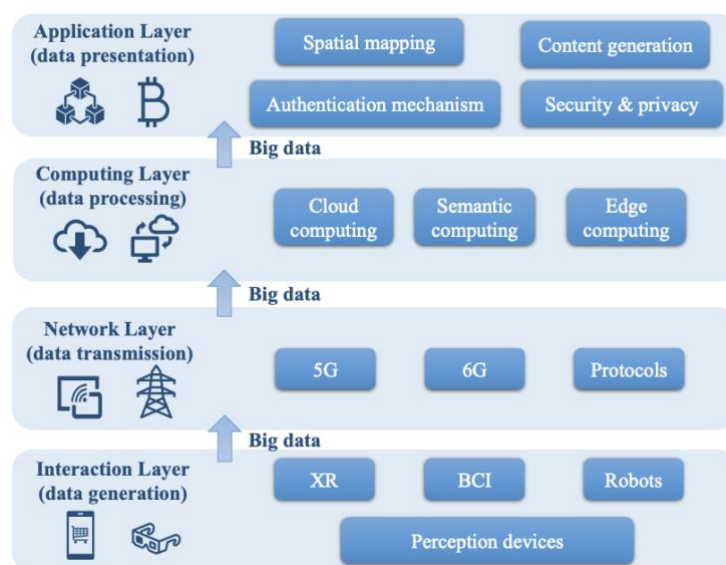 Application Layer
(data presentation)
Spatial mapping
Content generation
Authentication mechanism
Security & privacy
Big data
Computing Layer
(data processing)
Cloud
computing
Semantic
computing
Edge
computing
Big data
Network Layer
(data transmission)
5G
6G
Protocols
Big data
Interaction Layer
(data generation)
XR
BCI
Robots
Perception devices